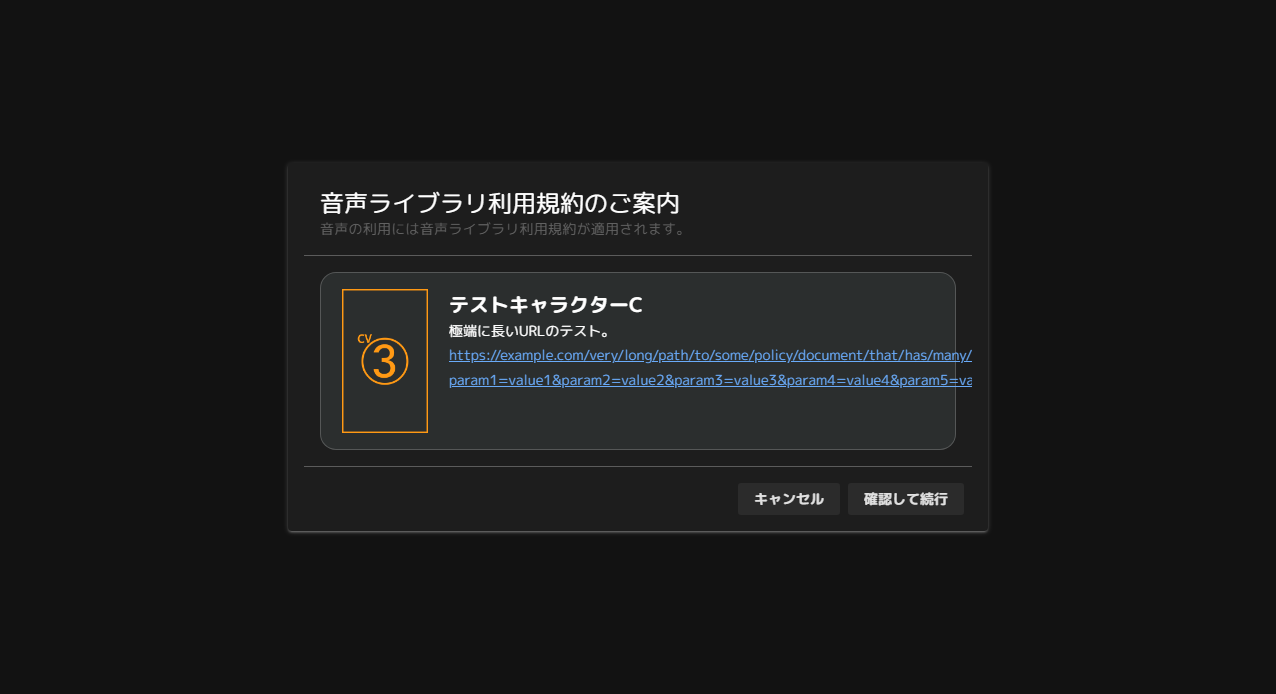 音声ライブラリ利用規約のご案内
音声の利用には音声ライブラリ利用規約が適用されます。
CV
3
テストキャラクターC
極端に長いURLのテスト。
https://example.com/very/long/path/to/some/policy/document/that/has/many/
param1=value1&param2=value2&param3=value3&param4=value4&param5=va
キャンセル
確認して続行